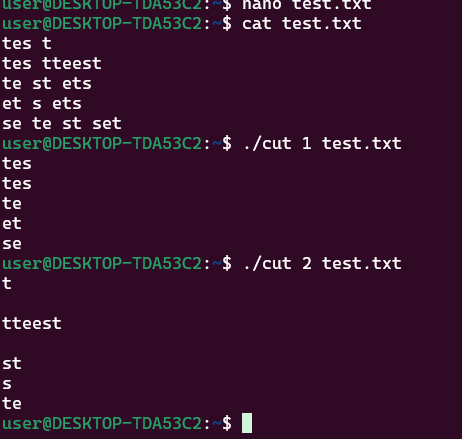 user@DESKTOP-TDA53C2:~$ nano test.txt
user@DESKTOP-TDA53C2:~$ cat test.txt
tes t
tes tteest
te st ets
et s ets
se te st set
user@DESKTOP-TDA53C2:~$ ./cut 1 test.txt
tes
tes
te
et
se
user@DESKTOP-TDA53C2:~$ ./cut 2 test.txt
t

tteest

st
s
te
user@DESKTOP-TDA53C2:~$